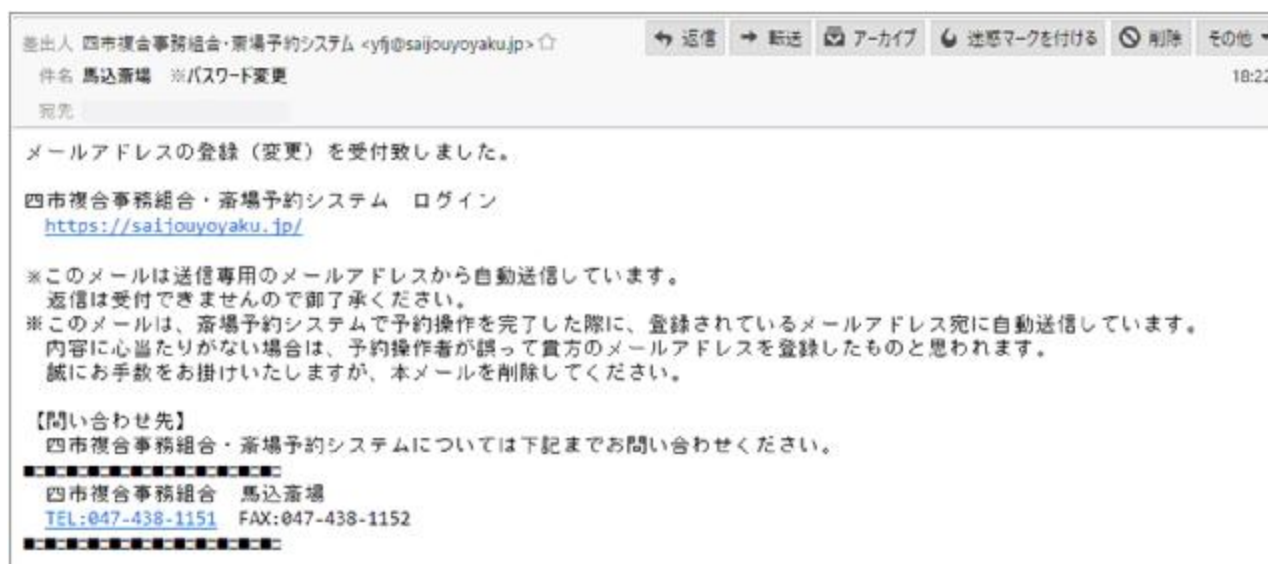 差出人 四市複合事務組合・斎場予約システム <yfj@saijouyoyaku.jp> ☆ 返信 転送 アーカイブ 迷惑マークを付ける 削除 その他
件名 馬込斎場 ※パスワード変更 18:22
宛先
メールアドレスの登録（変更）を受付致しました。
四市複合事務組合・斎場予約システム ログイン
https://saijouyoyaku.jp/
※このメールは送信専用のメールアドレスから自動送信しています。
返信は受付できませんので御了承ください。
※このメールは、斎場予約システムで予約操作を完了した際に、登録されているメールアドレス宛に自動送信しています。
内容に心当たりがない場合は、予約操作者が誤って貴方のメールアドレスを登録したものと思われます。
誠にお手数をお掛けいたしますが、本メールを削除してください。
【問い合わせ先】
四市複合事務組合・斎場予約システムについては下記までお問い合わせください。
四市複合事務組合 馬込斎場
TEL:047-438-1151 FAX:047-438-1152